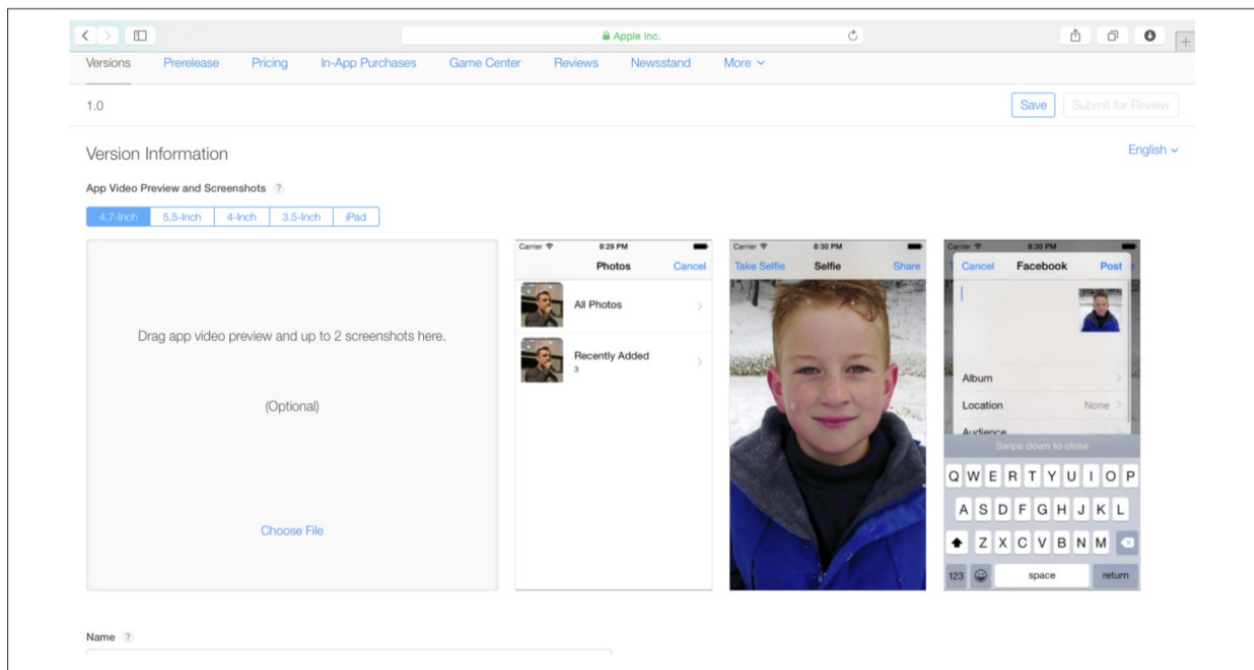 Apple Inc.
Versions Prerelease Pricing In-App Purchases Game Center Reviews Newsstand More
1.0 Save Submit for Review
Version Information English
App Video Preview and Screenshots ?
4.7-Inch 5.5-Inch 4-Inch 3.5-Inch iPad
Drag app video preview and up to 2 screenshots here.
(Optional)
Choose File
Carrier 8:29 PM
Photos Cancel
All Photos
Recently Added
3
Carrier 8:30 PM
Take Selfie Selfie Share
Carrier 8:30 PM
Cancel Facebook Post
Album
Location None
Audience
Swipe down to close
Q W E R T Y U I O P
A S D F G H J K L
Z X C V B N M
123 space return
Name ?